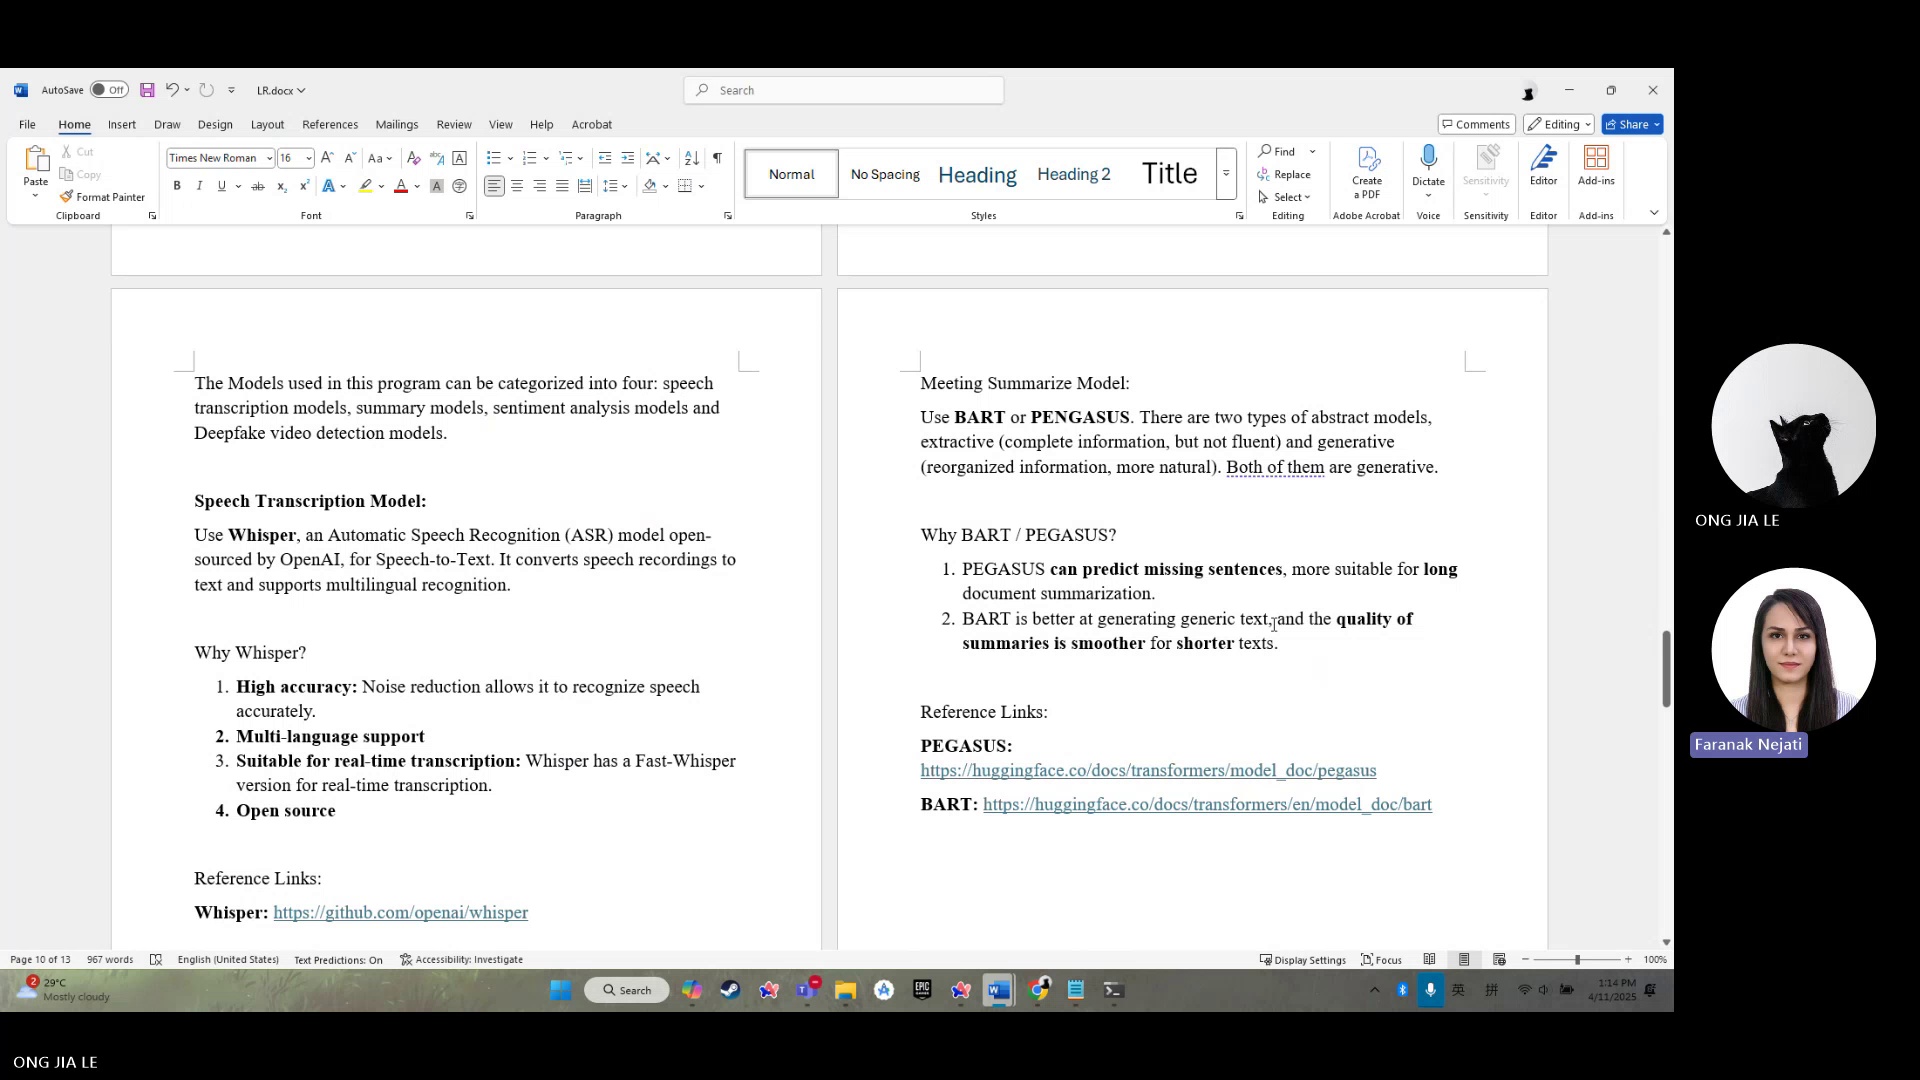 AutoSave Off LR.docx Search
File Home Insert Draw Design Layout References Mailings Review View Help Acrobat Comments Editing Share
Paste Cut Copy Format Painter Clipboard
Times New Roman 16 Font
Paragraph
Normal No Spacing Heading Heading 2 Title Styles
Find Replace Select Editing
Create a PDF Adobe Acrobat
Dictate Voice
Sensitivity Sensitivity
Editor Editor
Add-ins Add-ins
The Models used in this program can be categorized into four: speech
transcription models, summary models, sentiment analysis models and
Deepfake video detection models.
Speech Transcription Model:
Use Whisper, an Automatic Speech Recognition (ASR) model open-
sourced by OpenAI, for Speech-to-Text. It converts speech recordings to
text and supports multilingual recognition.
Why Whisper?
1. High accuracy: Noise reduction allows it to recognize speech
accurately.
2. Multi-language support
3. Suitable for real-time transcription: Whisper has a Fast-Whisper
version for real-time transcription.
4. Open source
Reference Links:
Whisper: https://github.com/openai/whisper
Meeting Summarize Model:
Use BART or PENGASUS. There are two types of abstract models,
extractive (complete information, but not fluent) and generative
(reorganized information, more natural). Both of them are generative.
Why BART / PEGASUS?
1. PEGASUS can predict missing sentences, more suitable for long
document summarization.
2. BART is better at generating generic text, and the quality of
summaries is smoother for shorter texts.
Reference Links:
PEGASUS:
https://huggingface.co/docs/transformers/model_doc/pegasus
BART: https://huggingface.co/docs/transformers/en/model_doc/bart
ONG JIA LE
Faranak Nejati
Page 10 of 13 967 words English (United States) Text Predictions: On Accessibility: Investigate Display Settings Focus 100%
2 29°C
Mostly cloudy
Search
EPIC
英 拼
1:14 PM
4/11/2025
ONG JIA LE